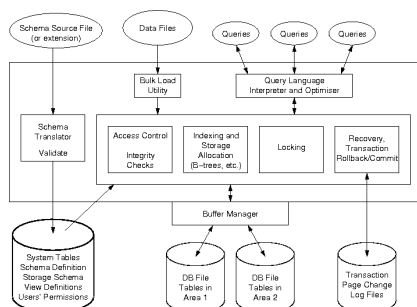 Schema Source File
(or extension)
Data Files
Queries
Queries
Queries
Bulk Load
Utility
Query Language
Interpreter and Optimiser
Schema
Translator
Validate
Access Control
Integrity
Checks
Indexing and
Storage
Allocation
(B-trees, etc.)
Locking
Recovery,
Transaction
Rollback/Commit
Buffer Manager
System Tables
Schema Definition
Storage Schema
View Definitions
Users' Permissions
DB File
Tables in
Area 1
DB File
Tables in
Area 2
Transaction
Page Change
Log Files